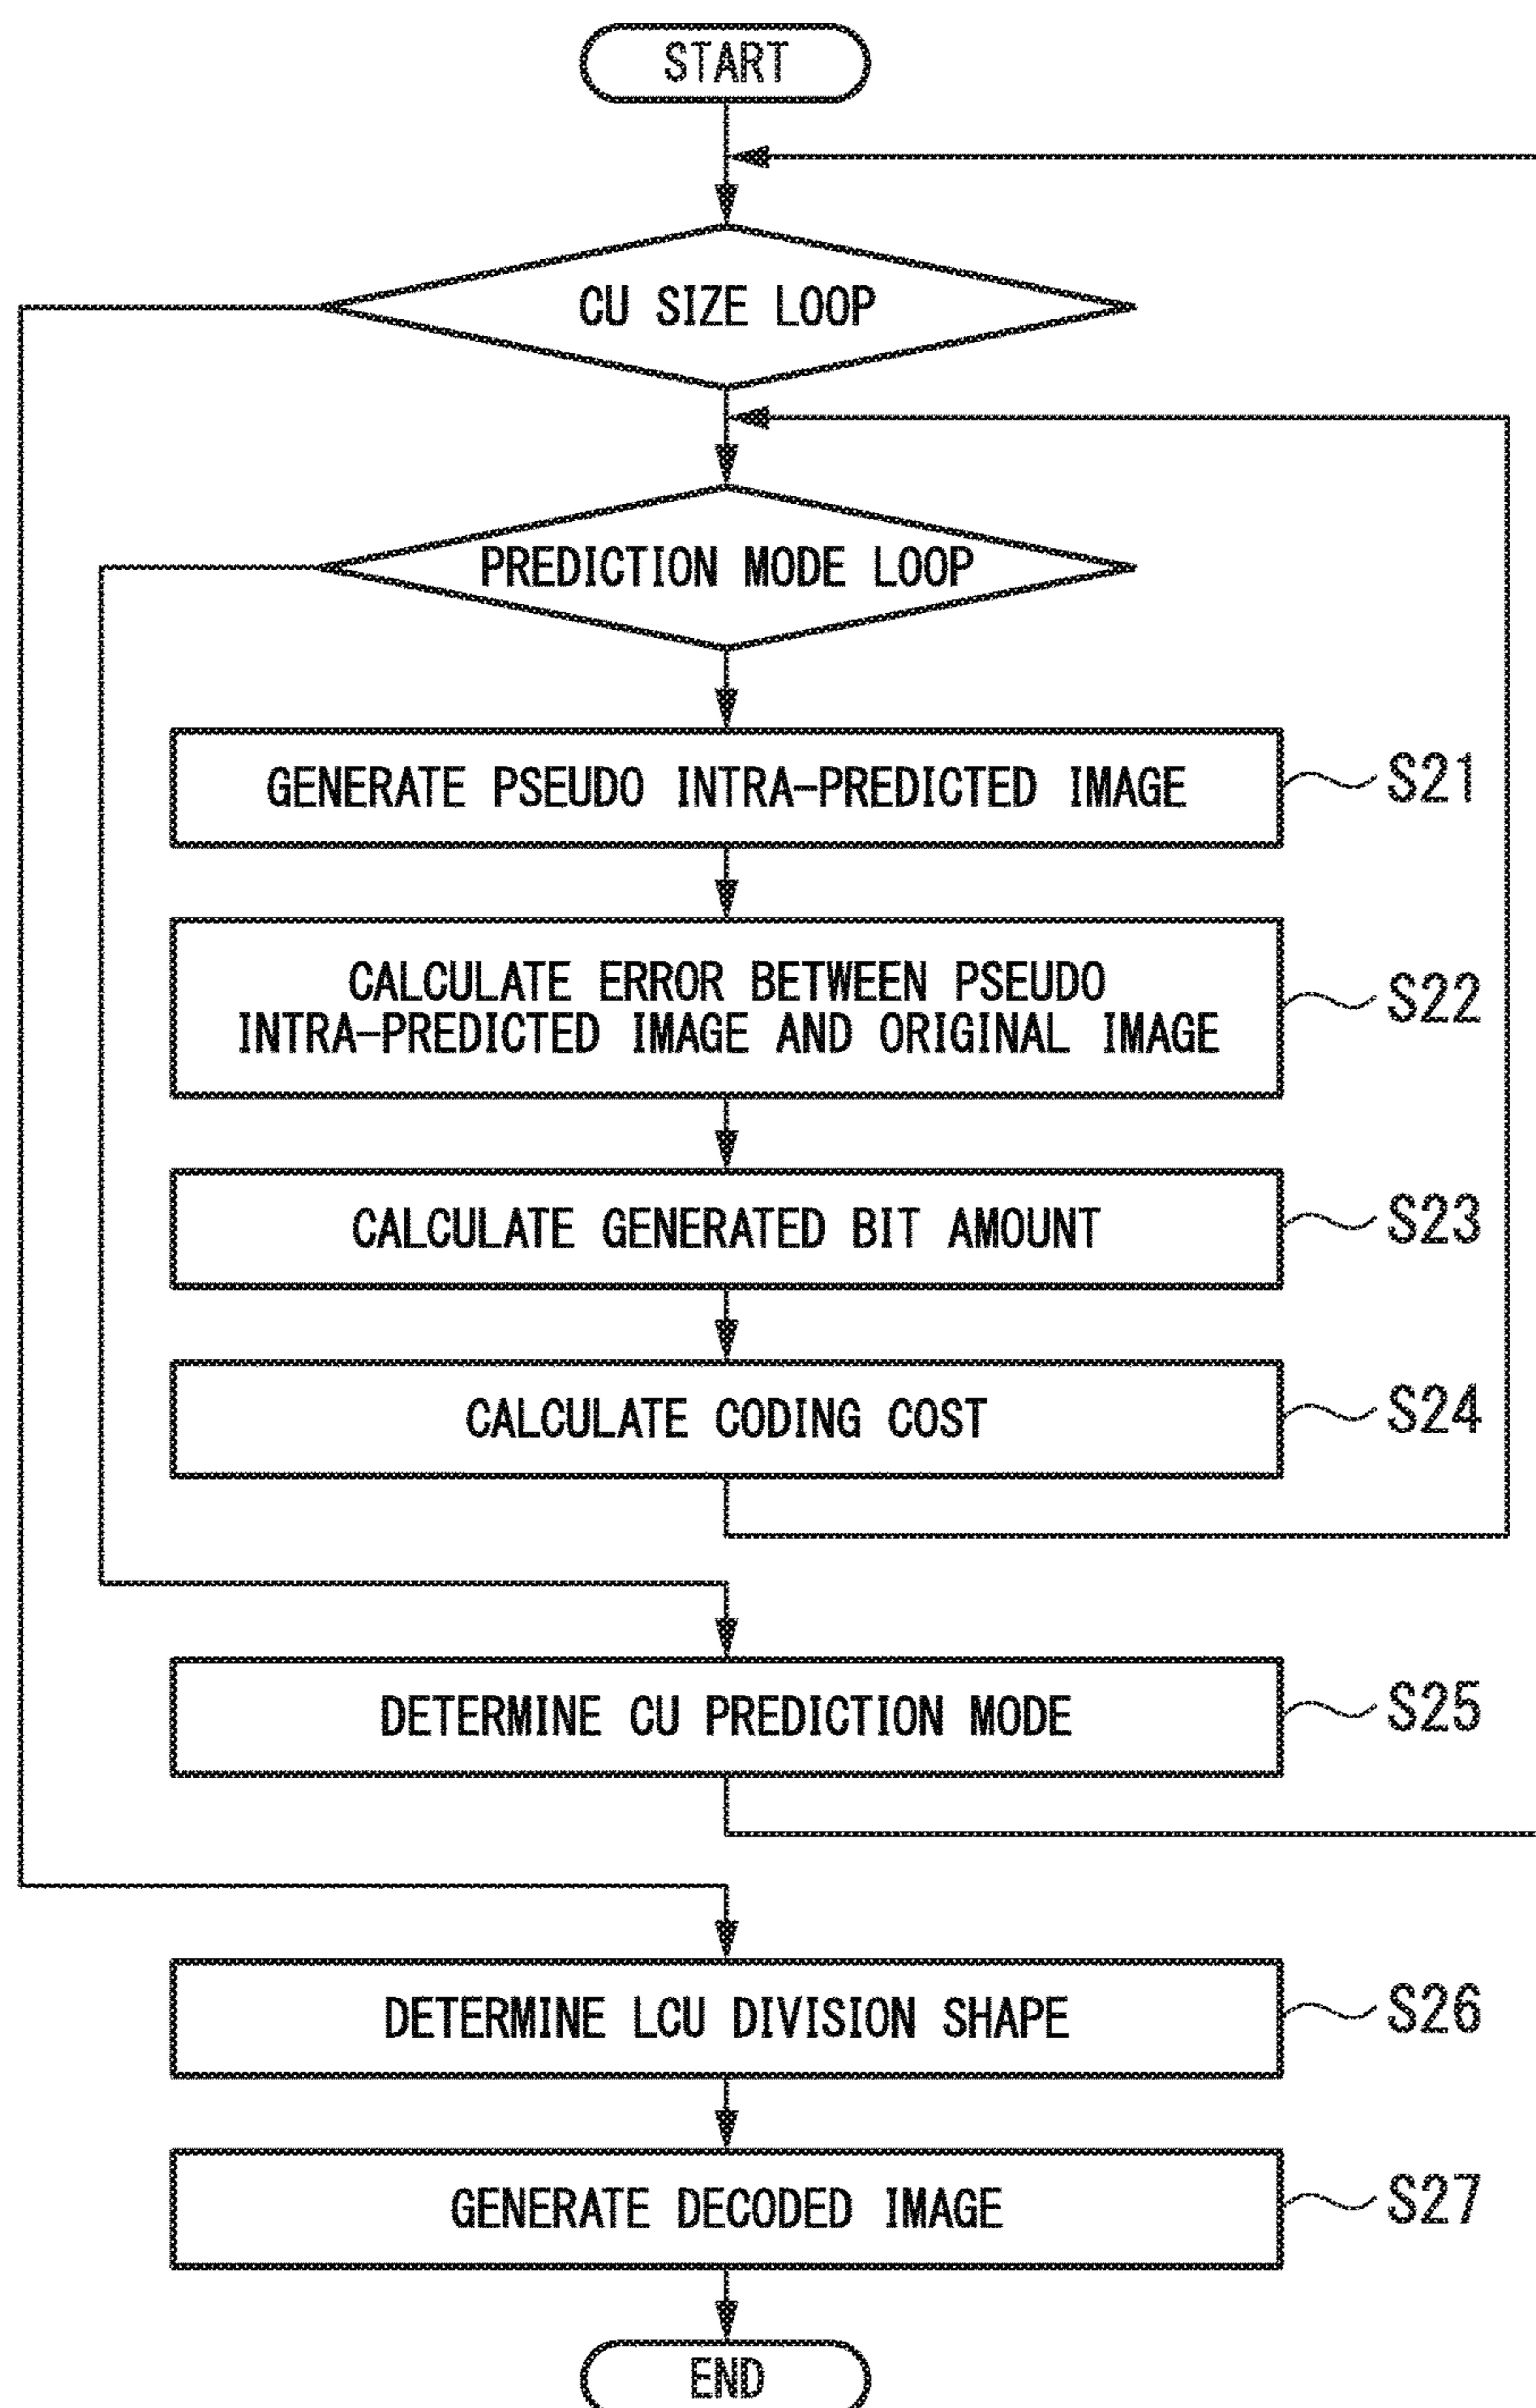 START
CU SIZE LOOP
PREDICTION MODE LOOP
GENERATE PSEUDO INTRA-PREDICTED IMAGE
S21
CALCULATE ERROR BETWEEN PSEUDO
INTRA-PREDICTED IMAGE AND ORIGINAL IMAGE
S22
CALCULATE GENERATED BIT AMOUNT
S23
CALCULATE CODING COST
S24
DETERMINE CU PREDICTION MODE
S25
DETERMINE LCU DIVISION SHAPE
S26
GENERATE DECODED IMAGE
S27
END